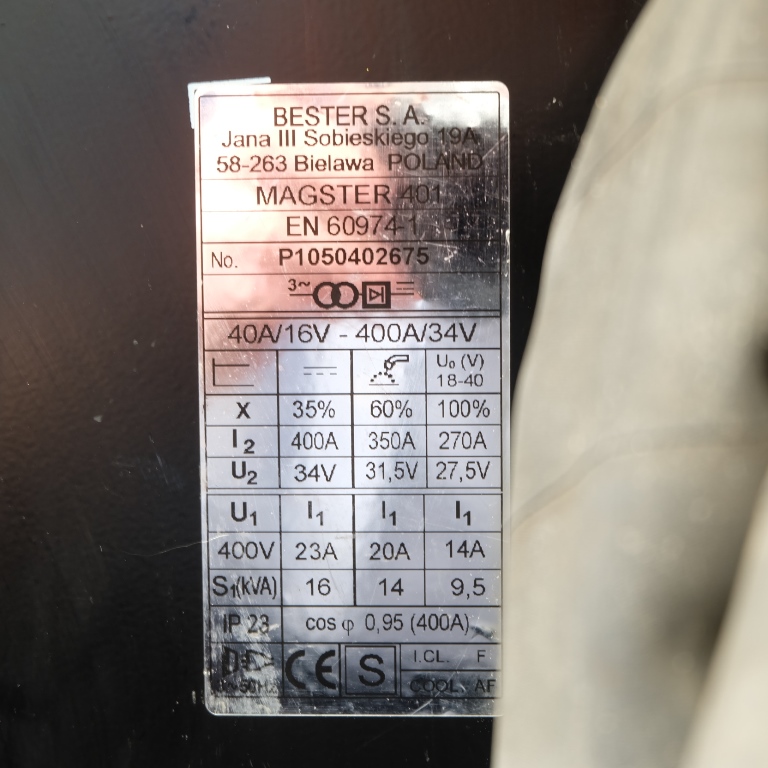 BESTER S. A.
Jana III Sobieskiego 19A
58-263 Bielawa POLAND
MAGSTER 401
EN 60974-1
No. P1050402675
3~
40A/16V - 400A/34V
U₀ (V)
18-40
X 35% 60% 100%
I₂ 400A 350A 270A
U₂ 34V 31,5V 27,5V
U₁ I₁ I₁ I₁
400V 23A 20A 14A
S₁(kVA) 16 14 9,5
IP 23 cos φ 0,95 (400A)
CE S I.CL. F
COOL. AF